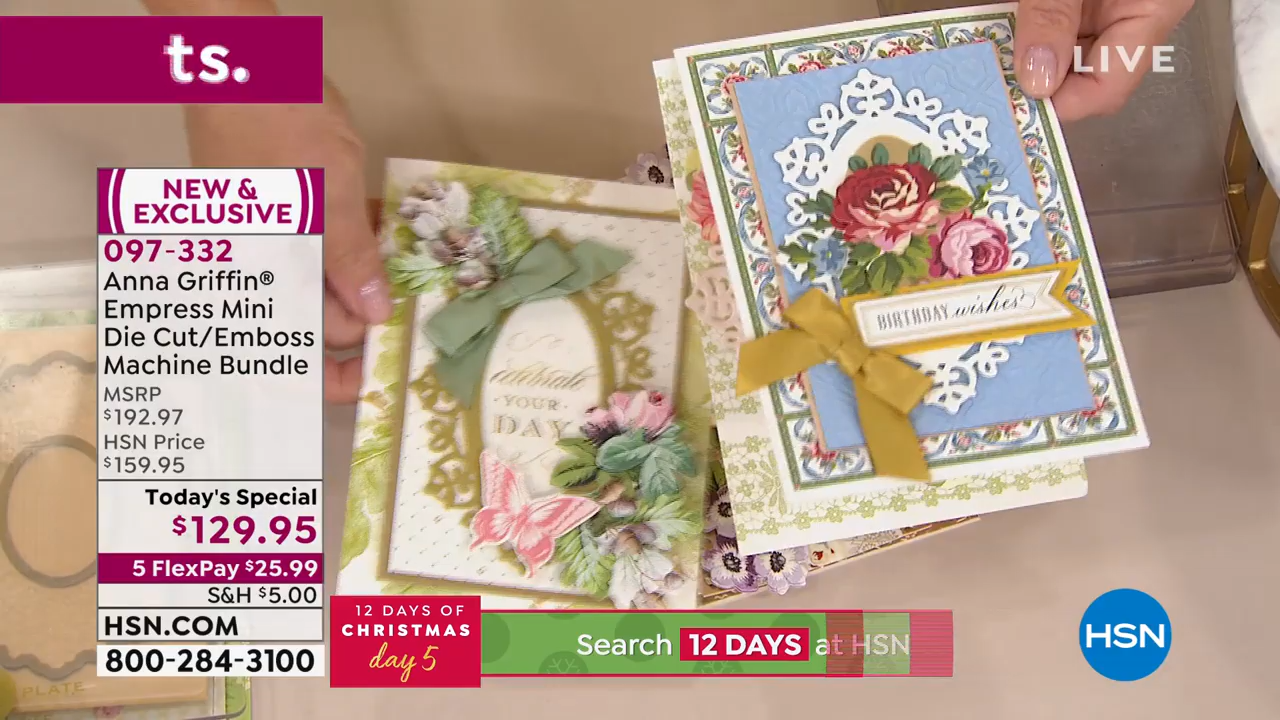 ts.
LIVE
NEW &
EXCLUSIVE
097-332
Anna Griffin®
Empress Mini
Die Cut/Emboss
Machine Bundle
MSRP
$192.97
HSN Price
$159.95
Today's Special
$129.95
5 FlexPay $25.99
S&H $5.00
HSN.COM
800-284-3100
BIRTHDAY wishes
celebrate
·YOUR·
DAY
12 DAYS OF
CHRISTMAS
day 5
Search 12 DAYS at HSN
HSN
PLATE